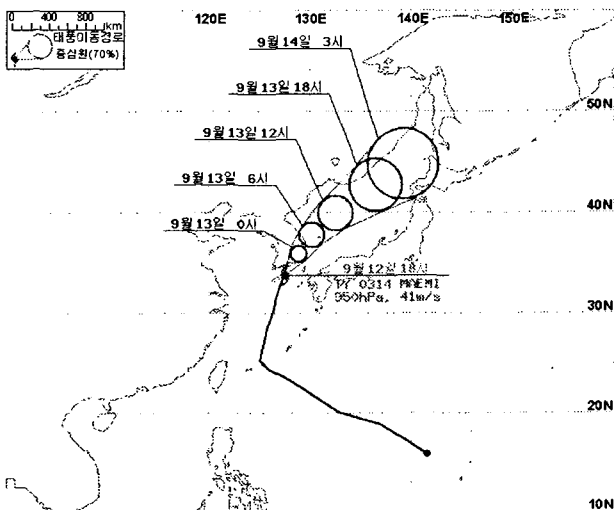 0 400 800 km
태풍이동경로
중심원(70%)
120E 130E 140E 150E
9월14일 3시
9월13일 18시
50N
9월13일 12시
9월13일 6시
40N
9월13일 0시
9월12일 18시
TY 0314 MAEMI
950hPa, 41m/s
30N
20N
10N